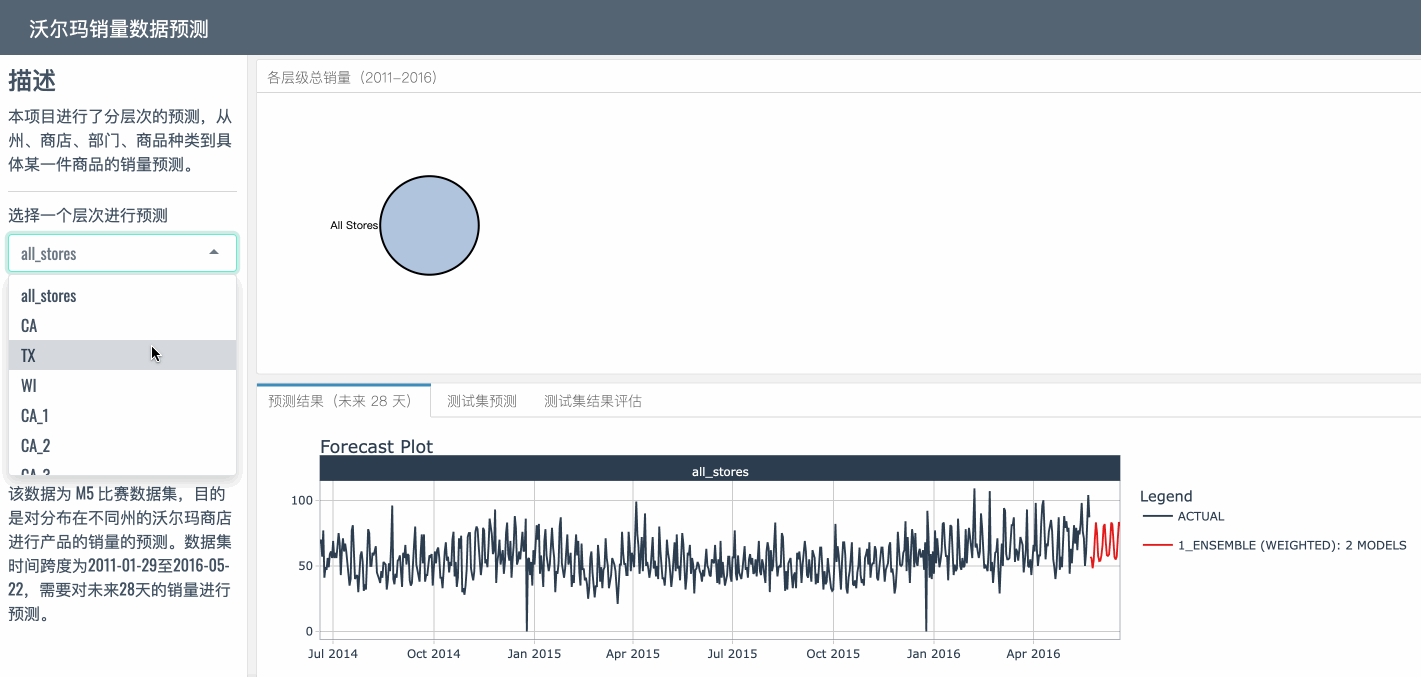 沃尔玛销量数据预测
描述
本项目进行了分层次的预测，从
州、商店、部门、商品种类到具
体某一件商品的销量预测。
选择一个层次进行预测
all_stores
all_stores
CA
TX
WI
CA_1
CA_2
CA_3
该数据为 M5 比赛数据集，目的
是对分布在不同州的沃尔玛商店
进行产品的销量的预测。数据集
时间跨度为2011-01-29至2016-05-
22，需要对未来28天的销量进行
预测。
各层级总销量（2011-2016）
All Stores
预测结果（未来 28 天） 测试集预测 测试集结果评估
Forecast Plot
all_stores
100
50
0
Jul 2014 Oct 2014 Jan 2015 Apr 2015 Jul 2015 Oct 2015 Jan 2016 Apr 2016
Legend
ACTUAL
1_ENSEMBLE (WEIGHTED): 2 MODELS